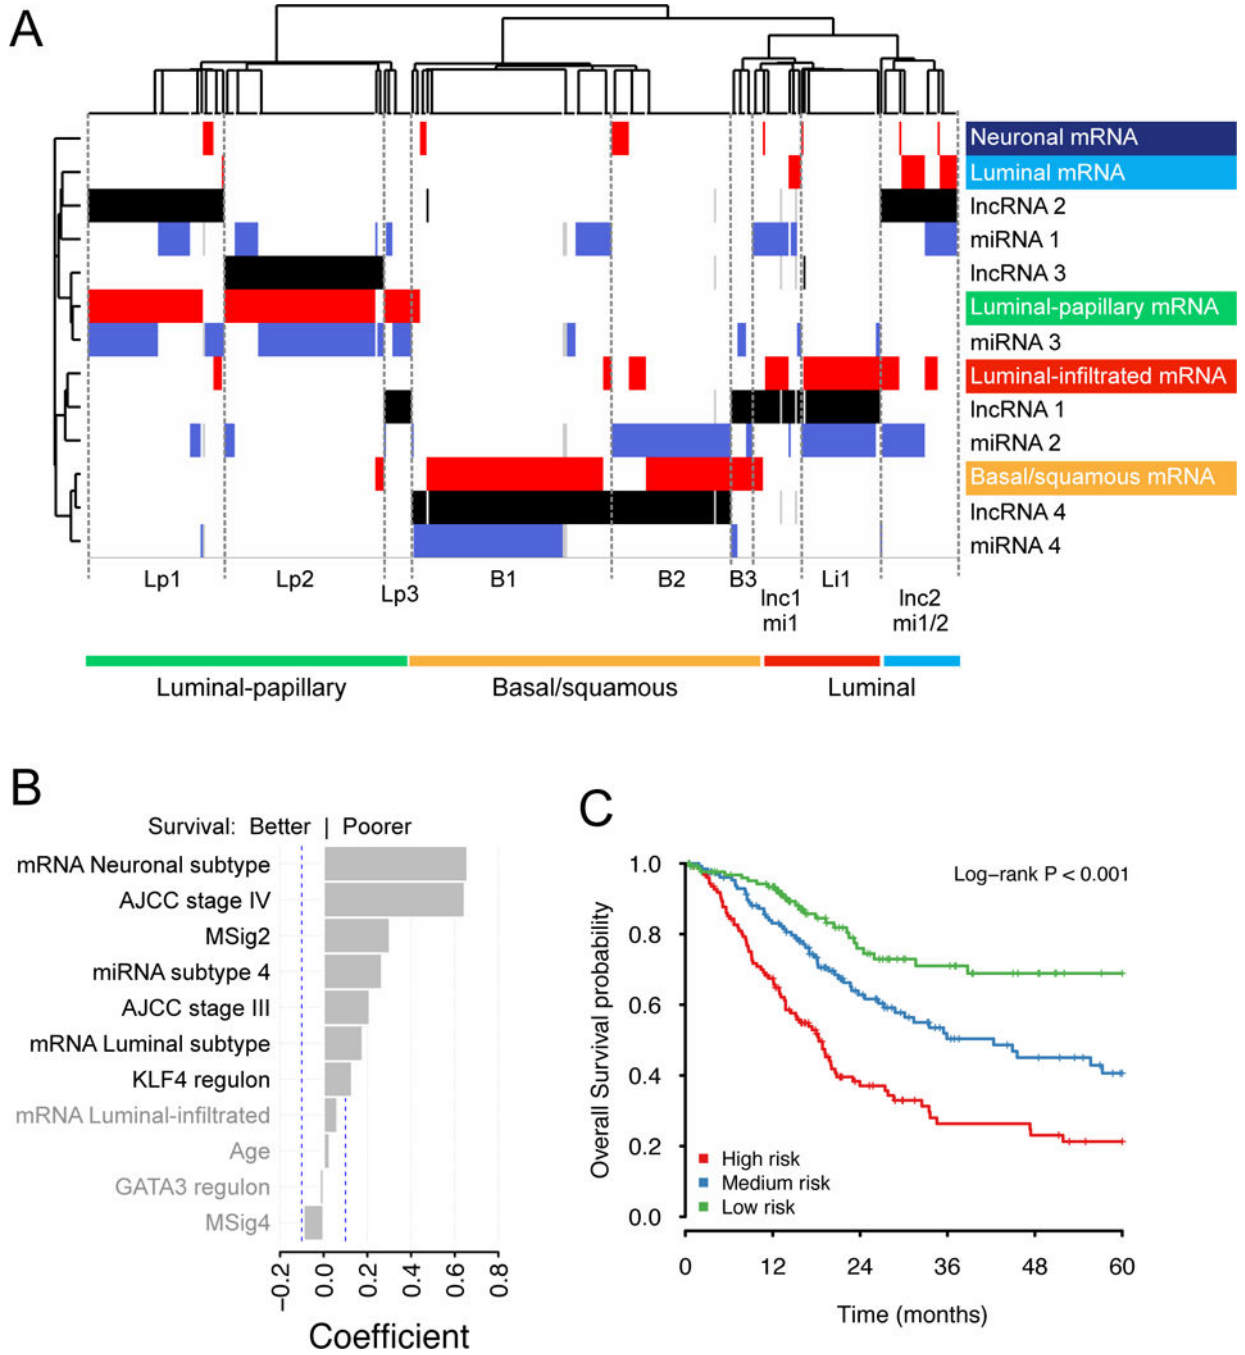 A
Neuronal mRNA
Luminal mRNA
lncRNA 2
miRNA 1
lncRNA 3
Luminal-papillary mRNA
miRNA 3
Luminal-infiltrated mRNA
lncRNA 1
miRNA 2
Basal/squamous mRNA
lncRNA 4
miRNA 4
Lp1 Lp2 Lp3 B1 B2 B3 lnc1 Li1 lnc2
mi1 mi1/2
Luminal-papillary Basal/squamous Luminal
B
Survival: Better | Poorer
mRNA Neuronal subtype
AJCC stage IV
MSig2
miRNA subtype 4
AJCC stage III
mRNA Luminal subtype
KLF4 regulon
mRNA Luminal-infiltrated
Age
GATA3 regulon
MSig4
−0.2 0.0 0.2 0.4 0.6 0.8
Coefficient
C
Log−rank P < 0.001
Overall Survival probability
1.0
0.8
0.6
0.4
0.2
0.0
High risk
Medium risk
Low risk
0 12 24 36 48 60
Time (months)